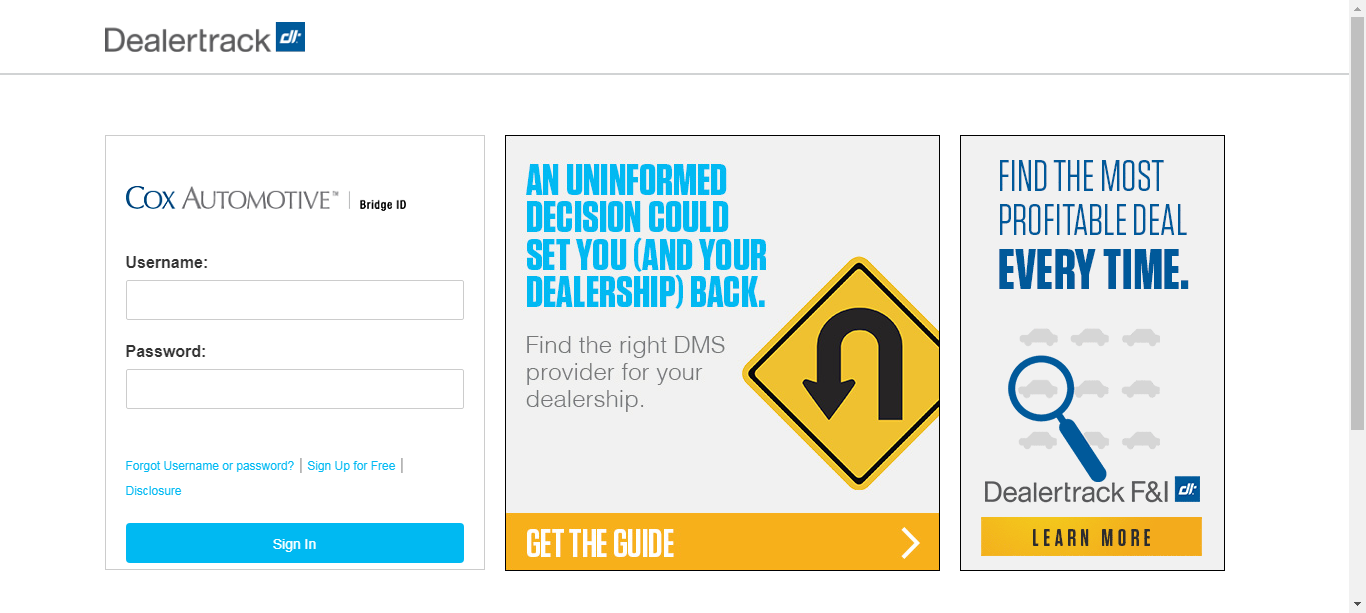 Dealertrack dt
COX AUTOMOTIVE™ | Bridge ID
Username:
Password:
Forgot Username or password? | Sign Up for Free |
Disclosure
Sign In
AN UNINFORMED
DECISION COULD
SET YOU (AND YOUR
DEALERSHIP) BACK.
Find the right DMS
provider for your
dealership.
GET THE GUIDE
FIND THE MOST
PROFITABLE DEAL
EVERY TIME.
Dealertrack F&I dt
LEARN MORE